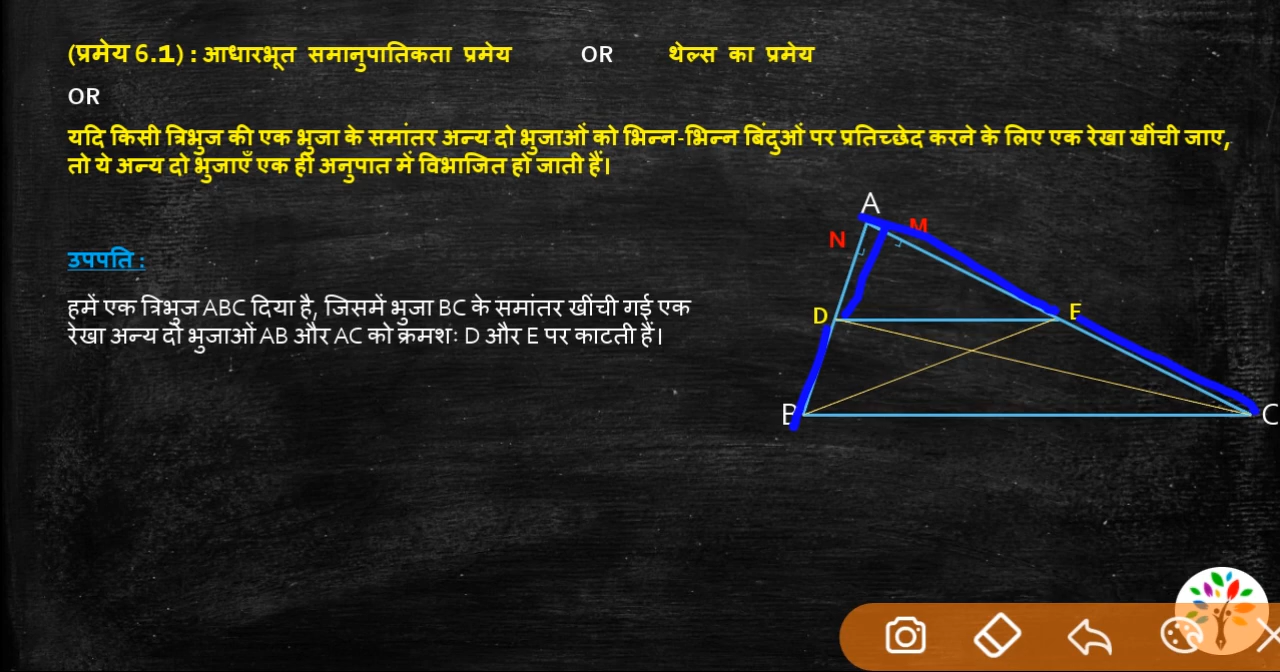 (प्रमेय 6.1) : आधारभूत समानुपातिकता प्रमेय OR थेल्स का प्रमेय
OR
यदि किसी त्रिभुज की एक भुजा के समांतर अन्य दो भुजाओं को भिन्न-भिन्न बिंदुओं पर प्रतिच्छेद करने के लिए एक रेखा खींची जाए,
तो ये अन्य दो भुजाएँ एक ही अनुपात में विभाजित हो जाती हैं।
A
N M
उपपति :
हमें एक त्रिभुज ABC दिया है, जिसमें भुजा BC के समांतर खींची गई एक
रेखा अन्य दो भुजाओं AB और AC को क्रमशः D और E पर काटती हैं।
D E
B C